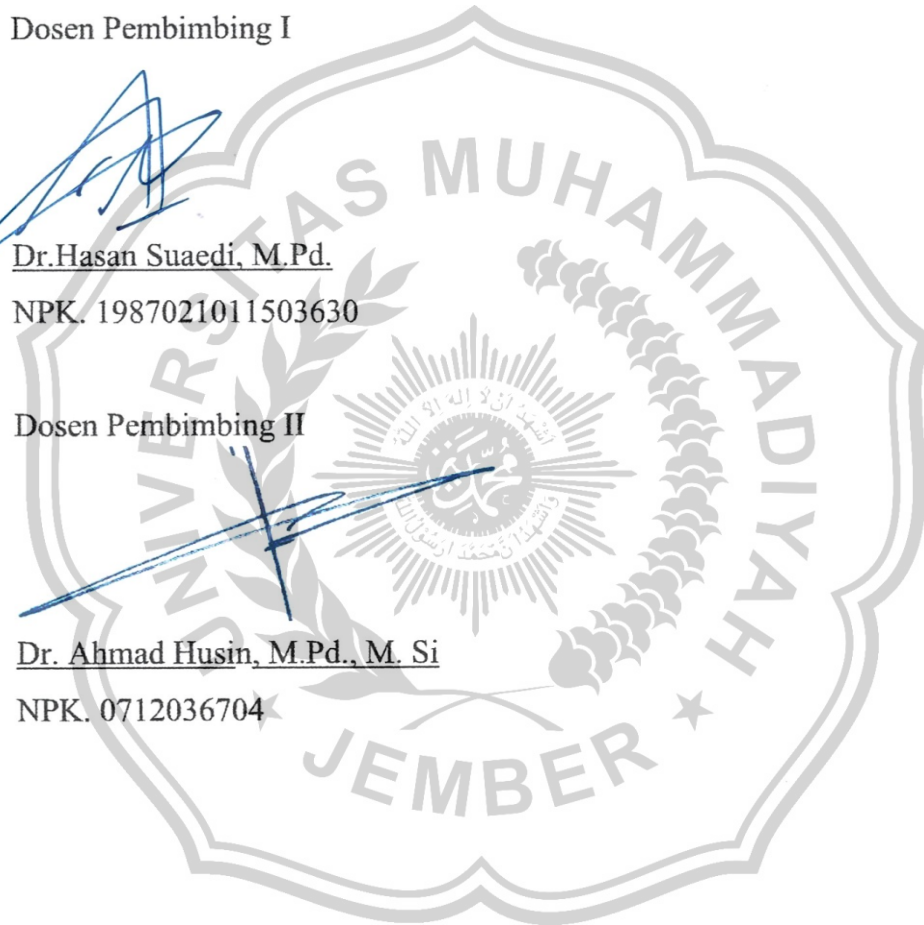 Dosen Pembimbing I
Dr.Hasan Suaedi, M.Pd.
NPK. 1987021011503630
Dosen Pembimbing II
Dr. Ahmad Husin, M.Pd., M. Si
NPK. 0712036704
UNIVERSITAS MUHAMMADIYAH
JEMBER